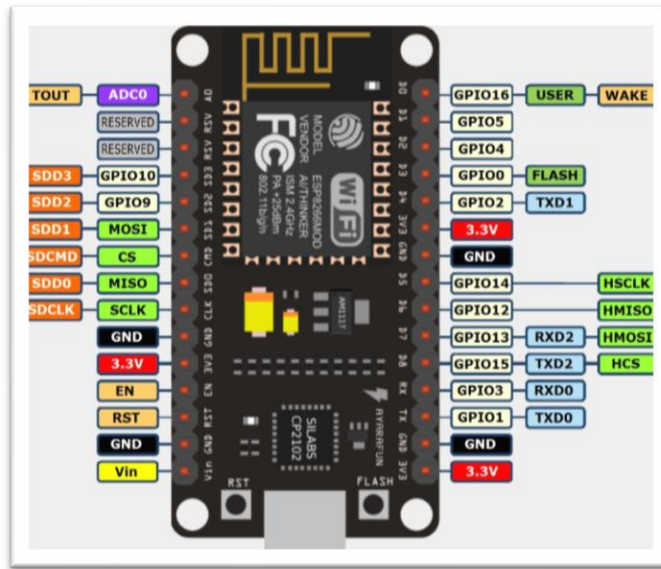 TOUT ADC0 A0 D0 GPIO16 USER WAKE
RESERVED RSV D1 GPIO5
RESERVED RSV D2 GPIO4
SDD3 GPIO10 SD3 D3 GPIO0 FLASH
SDD2 GPIO9 SD2 D4 GPIO2 TXD1
SDD1 MOSI SD1 3V3 3.3V
SDCMD CS CMD GND GND
SDD0 MISO SD0 D5 GPIO14 HSCLK
SDCLK SCLK CLK D6 GPIO12 HMISO
GND GND D7 GPIO13 RXD2 HMOSI
3.3V 3V3 D8 GPIO15 TXD2 HCS
EN EN RX GPIO3 RXD0
RST RST TX GPIO1 TXD0
GND GND GND GND
Vin Vin 3V3 3.3V
MODEL ESP8266MOD
VENDOR AI/THINKER
ISM 2.4GHz
PA +25dBm
802.11b/g/n
FC
Wi Fi
AM1117
SILABS
CP2102
AYARAFUN
RST FLASH